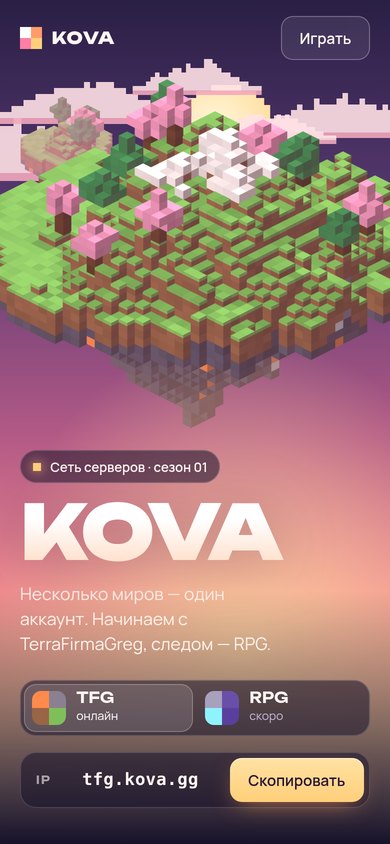 KOVA
Играть
Сеть серверов · сезон 01
KOVA
Несколько миров — один
аккаунт. Начинаем с
TerraFirmaGreg, следом — RPG.
TFG
онлайн
RPG
скоро
IP tfg.kova.gg Скопировать